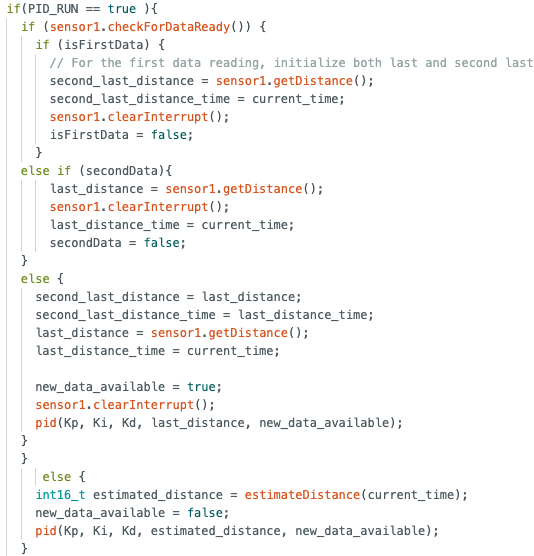 if(PID_RUN == true ){
if (sensor1.checkForDataReady()) {
if (isFirstData) {
// For the first data reading, initialize both last and second last
second_last_distance = sensor1.getDistance();
second_last_distance_time = current_time;
sensor1.clearInterrupt();
isFirstData = false;
}
else if (secondData){
last_distance = sensor1.getDistance();
sensor1.clearInterrupt();
last_distance_time = current_time;
secondData = false;
}
else {
second_last_distance = last_distance;
second_last_distance_time = last_distance_time;
last_distance = sensor1.getDistance();
last_distance_time = current_time;
new_data_available = true;
sensor1.clearInterrupt();
pid(Kp, Ki, Kd, last_distance, new_data_available);
}
}
else {
int16_t estimated_distance = estimateDistance(current_time);
new_data_available = false;
pid(Kp, Ki, Kd, estimated_distance, new_data_available);
}